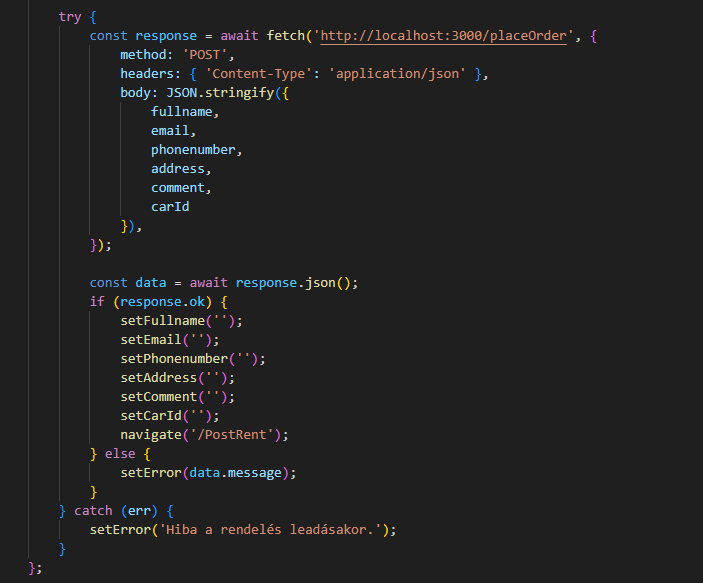 try {
const response = await fetch('http://localhost:3000/placeOrder', {
method: 'POST',
headers: { 'Content-Type': 'application/json' },
body: JSON.stringify({
fullname,
email,
phonenumber,
address,
comment,
carId
}),
});
const data = await response.json();
if (response.ok) {
setFullname('');
setEmail('');
setPhonenumber('');
setAddress('');
setComment('');
setCarId('');
navigate('/PostRent');
} else {
setError(data.message);
}
} catch (err) {
setError('Hiba a rendelés leadásakor.');
}
};